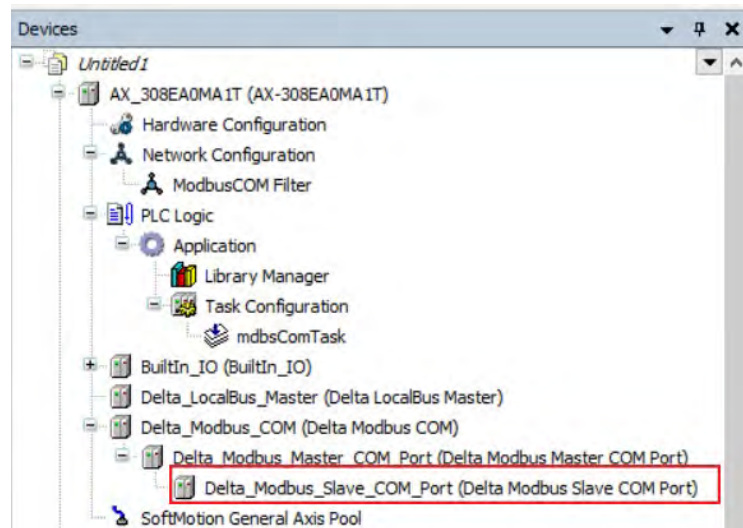 Devices
Untitled1
AX_308EA0MA1T (AX-308EA0MA1T)
Hardware Configuration
Network Configuration
ModbusCOM Filter
PLC Logic
Application
Library Manager
Task Configuration
mdbsComTask
BuiltIn_IO (BuiltIn_IO)
Delta_LocalBus_Master (Delta LocalBus Master)
Delta_Modbus_COM (Delta Modbus COM)
Delta_Modbus_Master_COM_Port (Delta Modbus Master COM Port)
Delta_Modbus_Slave_COM_Port (Delta Modbus Slave COM Port)
SoftMotion General Axis Pool